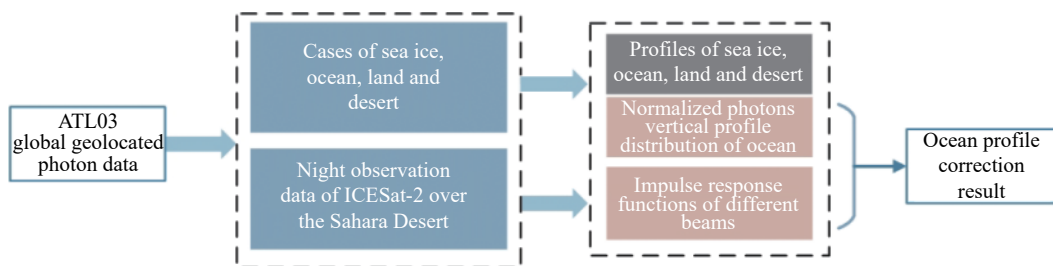 ATL03
global geolocated
photon data
Cases of sea ice,
ocean, land and
desert
Night observation
data of ICESat-2 over
the Sahara Desert
Profiles of sea ice,
ocean, land and desert
Normalized photons
vertical profile
distribution of ocean
Impulse response
functions of different
beams
Ocean profile
correction
result